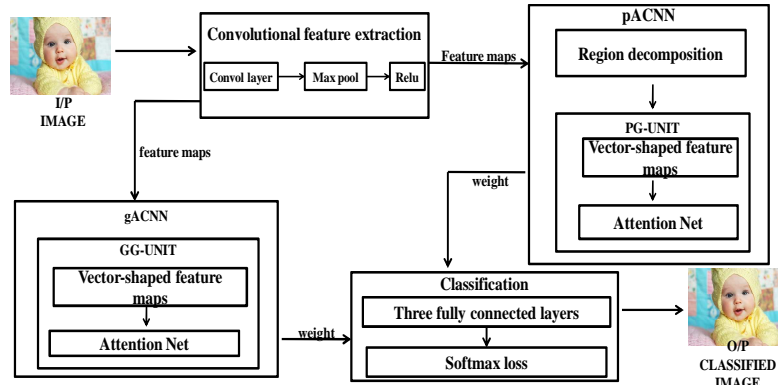 I/P
IMAGE
Convolutional feature extraction
Convol layer
Max pool
Relu
Feature maps
feature maps
pACNN
Region decomposition
PG-UNIT
Vector-shaped feature
maps
Attention Net
weight
gACNN
GG-UNIT
Vector-shaped feature
maps
Attention Net
weight
Classification
Three fully connected layers
Softmax loss
O/P
CLASSIFIED
IMAGE